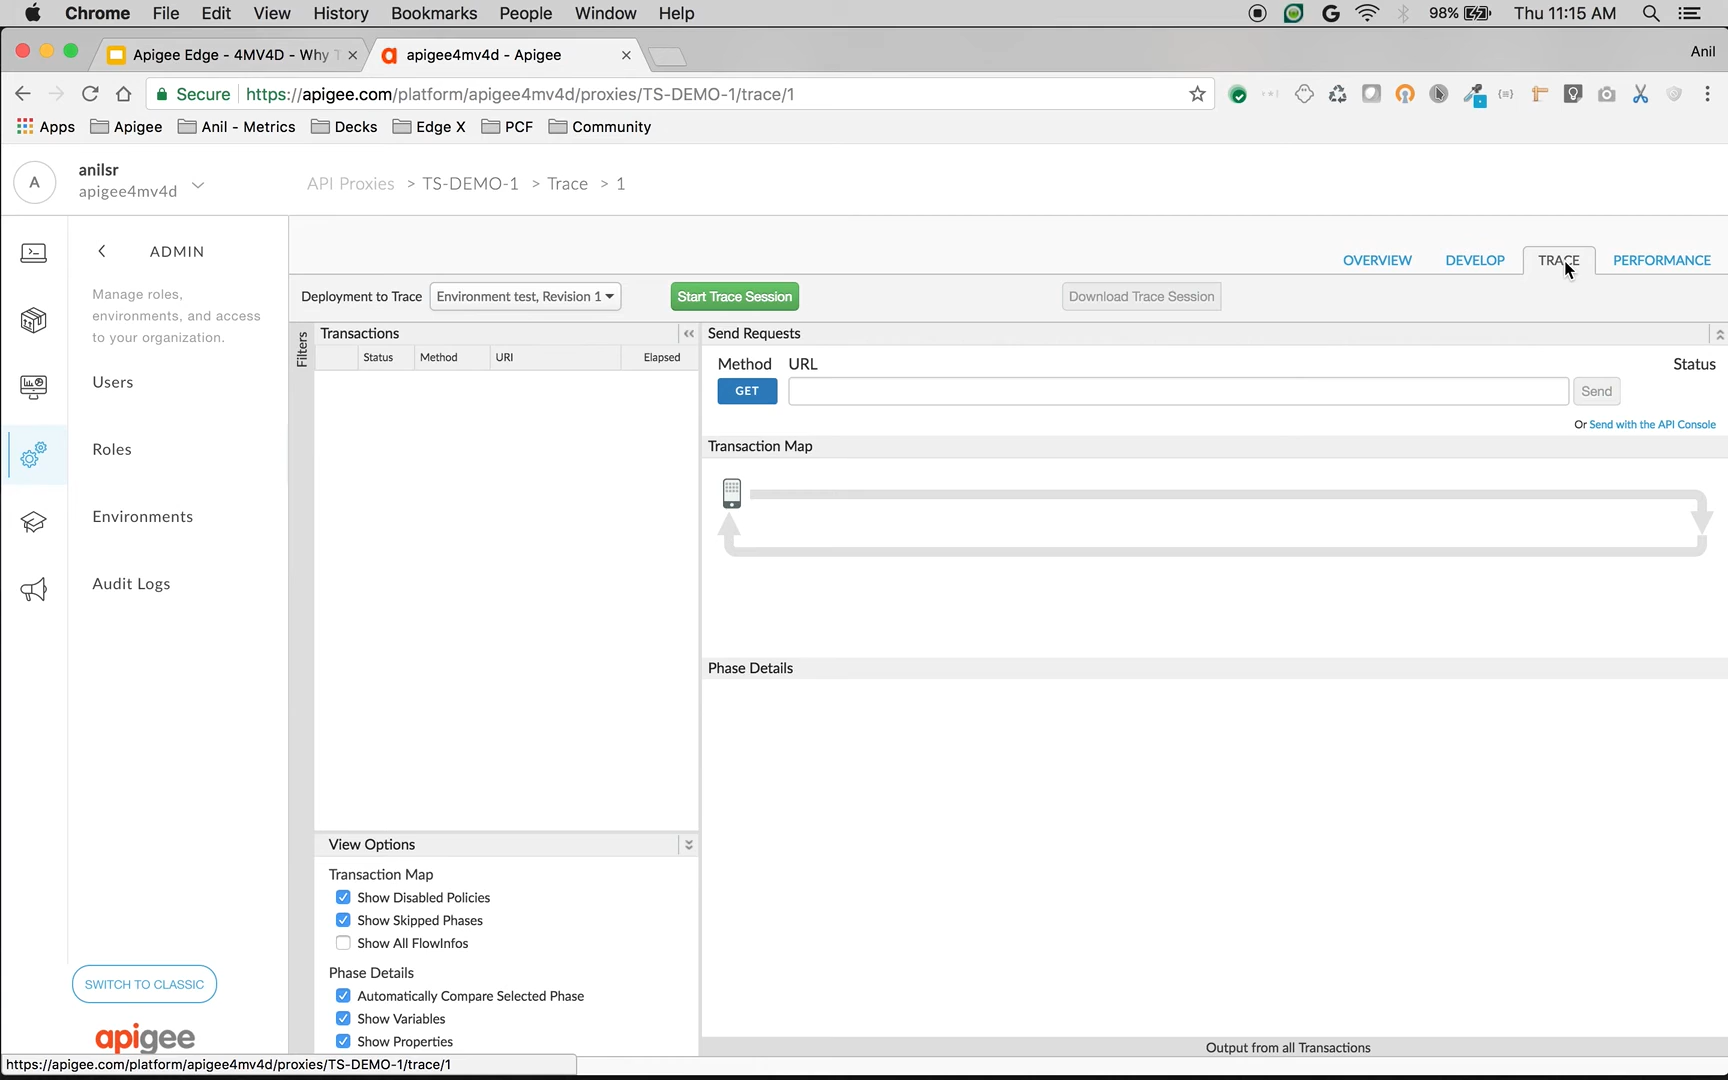 Chrome File Edit View History Bookmarks People Window Help
98% Thu 11:15 AM
Apigee Edge - 4MV4D - Why
apigee4mv4d - Apigee
Anil
Secure https://apigee.com/platform/apigee4mv4d/proxies/TS-DEMO-1/trace/1
Apps Apigee Anil - Metrics Decks Edge X PCF Community
A
anilsr
apigee4mv4d
API Proxies > TS-DEMO-1 > Trace > 1
ADMIN
Manage roles,
environments, and access
to your organization.
Users
Roles
Environments
Audit Logs
SWITCH TO CLASSIC
apigee
OVERVIEW DEVELOP TRACE PERFORMANCE
Deployment to Trace Environment test, Revision 1 Start Trace Session Download Trace Session
Filters
Transactions
Status Method URI Elapsed
Send Requests
Method URL Status
GET Send
Or Send with the API Console
Transaction Map
Phase Details
View Options
Transaction Map
Show Disabled Policies
Show Skipped Phases
Show All FlowInfos
Phase Details
Automatically Compare Selected Phase
Show Variables
Show Properties
Output from all Transactions
https://apigee.com/platform/apigee4mv4d/proxies/TS-DEMO-1/trace/1